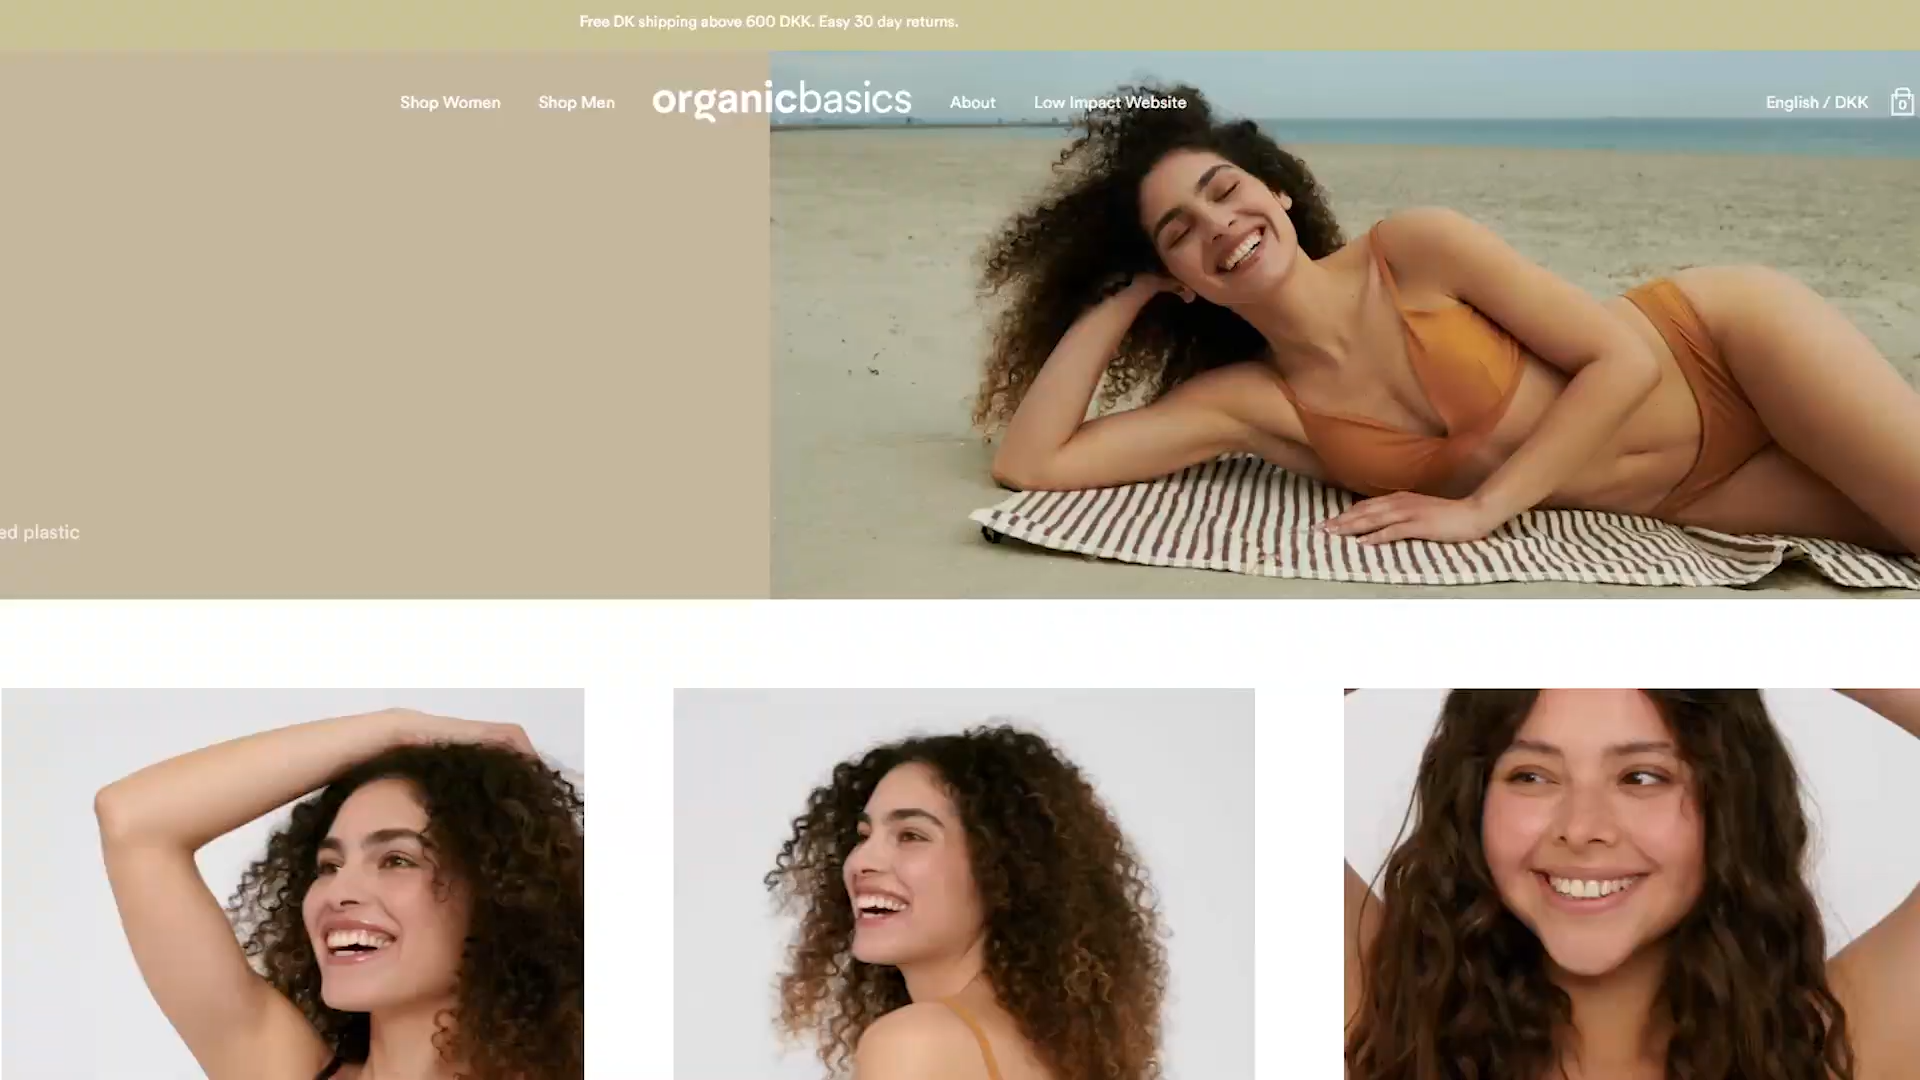 Free DK shipping above 600 DKK. Easy 30 day returns.
Shop Women Shop Men organicbasics About Low Impact Website English / DKK 0
ed plastic